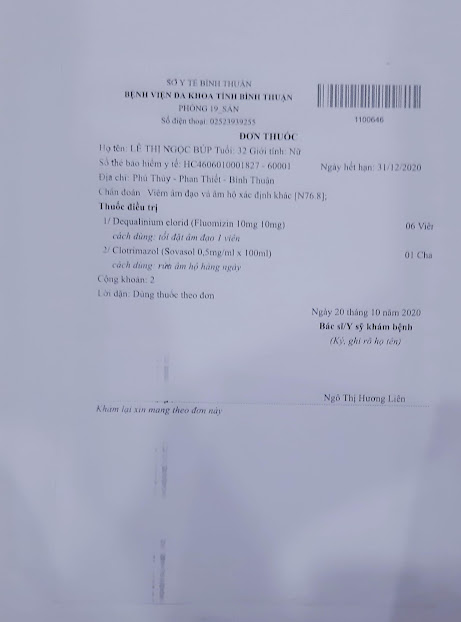 SỞ Y TẾ BÌNH THUẬN
BỆNH VIỆN ĐA KHOA TỈNH BÌNH THUẬN
PHÒNG 19_SẢN
Số điện thoại: 02523939255
1100646
ĐƠN THUỐC
Họ tên: LÊ THỊ NGỌC BÚP Tuổi: 32 Giới tính: Nữ
Số thẻ bảo hiểm y tế: HC4606010001827 - 60001 Ngày hết hạn: 31/12/2020
Địa chỉ: Phú Thủy - Phan Thiết - Bình Thuận
Chẩn đoán Viêm âm đạo và âm hộ xác định khác [N76.8];
Thuốc điều trị
1/ Dequalinium clorid (Fluomizin 10mg 10mg) 06 Viên
cách dùng: tối đặt âm đạo 1 viên
2/ Clotrimazol (Sovasol 0,5mg/ml x 100ml) 01 Cha
cách dùng: rửa âm hộ hàng ngày
Cộng khoản: 2
Lời dặn: Dùng thuốc theo đơn
Ngày 20 tháng 10 năm 2020
Bác sĩ/Y sỹ khám bệnh
(Ký, ghi rõ họ tên)
Ngô Thị Hương Liên
Khám lại xin mang theo đơn này